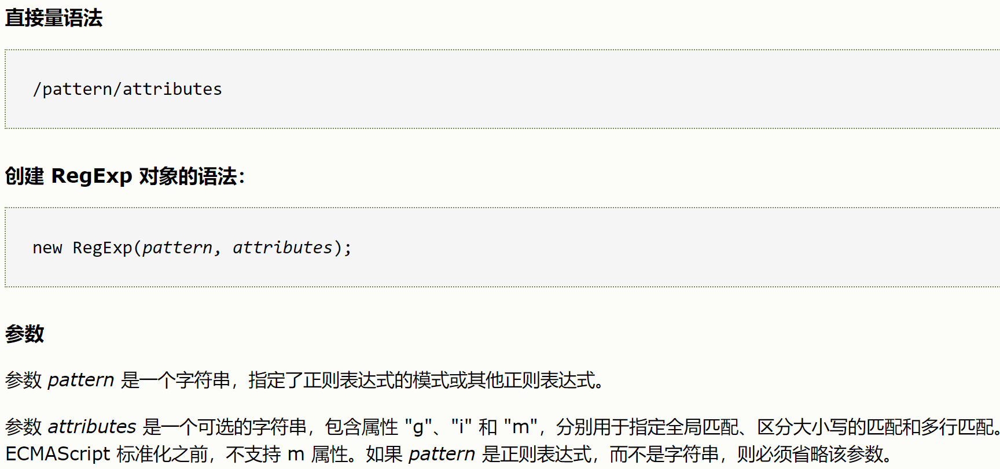 直接量语法
/pattern/attributes
创建 RegExp 对象的语法：
new RegExp(pattern, attributes);
参数
参数 pattern 是一个字符串，指定了正则表达式的模式或其他正则表达式。
参数 attributes 是一个可选的字符串，包含属性 "g"、"i" 和 "m"，分别用于指定全局匹配、区分大小写的匹配和多行匹配。
ECMAScript 标准化之前，不支持 m 属性。如果 pattern 是正则表达式，而不是字符串，则必须省略该参数。